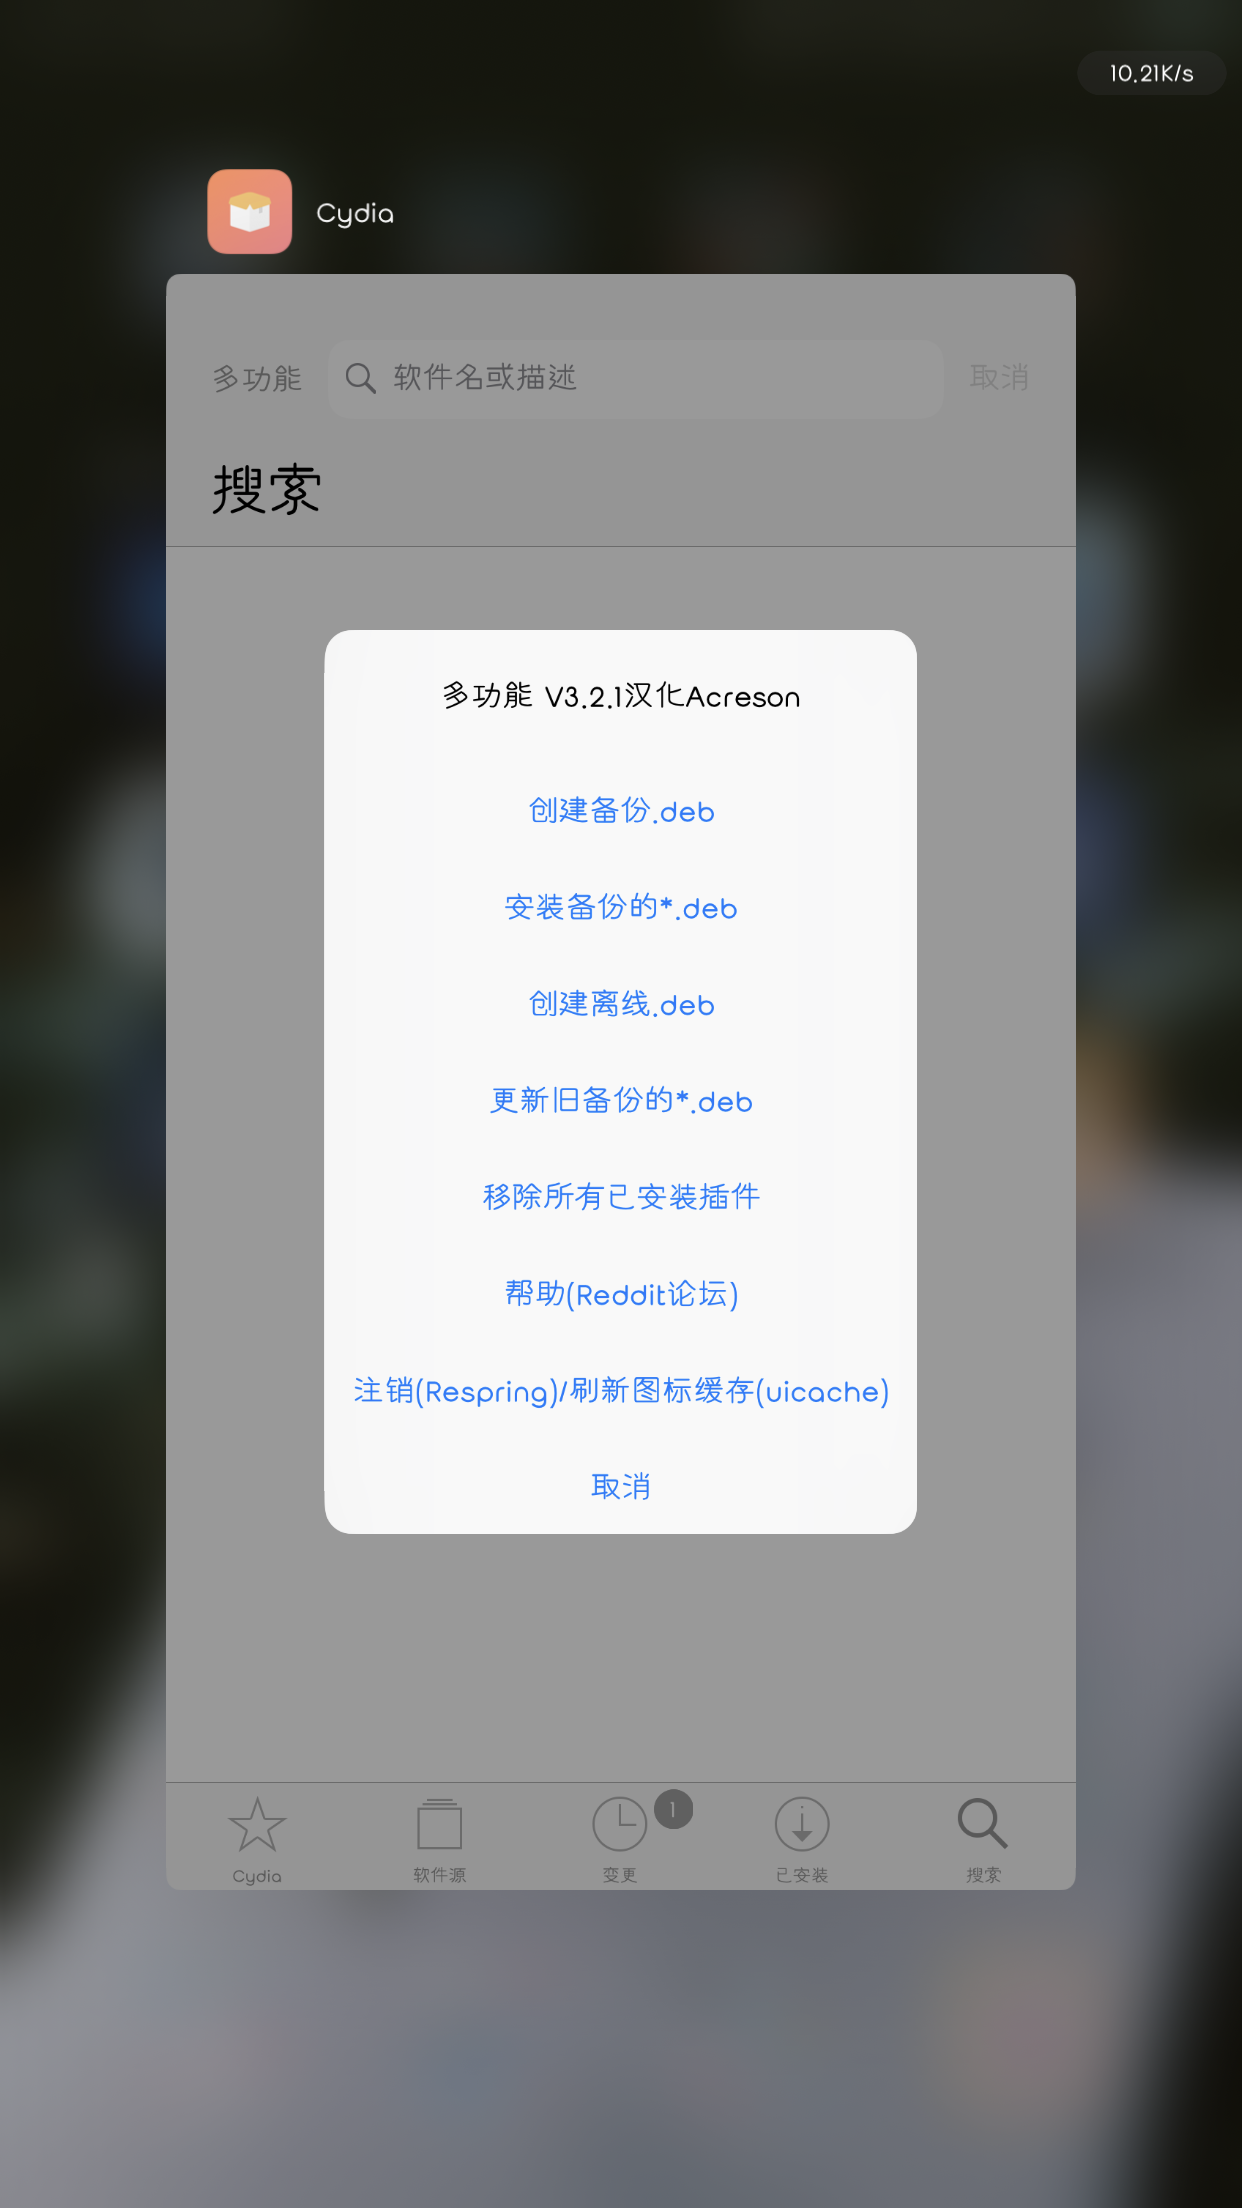 10.21K/s
Cydia
多功能
软件名或描述
取消
搜索
多功能 V3.2.1汉化Acreson
创建备份.deb
安装备份的*.deb
创建离线.deb
更新旧备份的*.deb
移除所有已安装插件
帮助(Reddit论坛)
注销(Respring)/刷新图标缓存(uicache)
取消
1
Cydia
软件源
变更
已安装
搜索